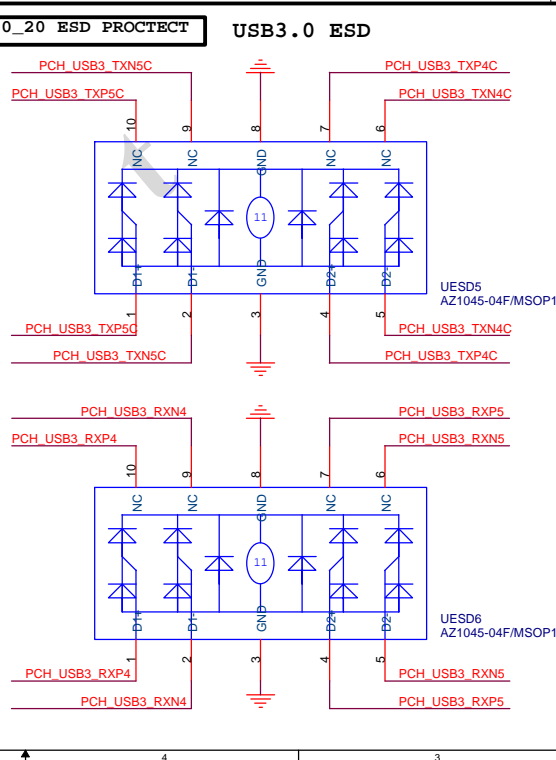 0_20 ESD PROCTECT
USB3.0 ESD
PCH_USB3_TXN5C
PCH_USB3_TXP4C
PCH_USB3_TXP5C
PCH_USB3_TXN4C
10 9 8 7 6
NC NC GND NC NC
11
D1+ D1- GND D2+ D2-
UESD5
AZ1045-04F/MSOP1
1 2 3 4 5
PCH_USB3_TXP5C
PCH_USB3_TXN4C
PCH_USB3_TXN5C
PCH_USB3_TXP4C
PCH_USB3_RXN4
PCH_USB3_RXP5
PCH_USB3_RXP4
PCH_USB3_RXN5
10 9 8 7 6
NC NC GND NC NC
11
D1+ D1- GND D2+ D2-
UESD6
AZ1045-04F/MSOP1
1 2 3 4 5
PCH_USB3_RXP4
PCH_USB3_RXN5
PCH_USB3_RXN4
PCH_USB3_RXP5
4 3